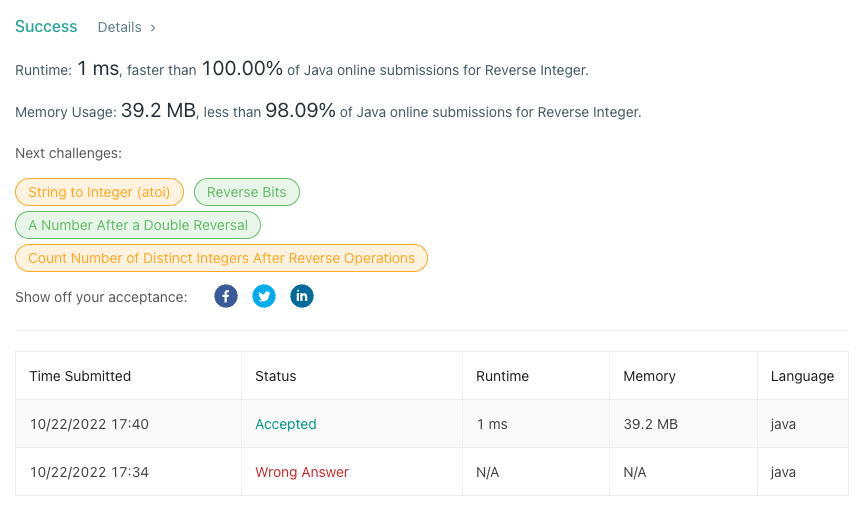 Success Details ›
Runtime: 1 ms, faster than 100.00% of Java online submissions for Reverse Integer.
Memory Usage: 39.2 MB, less than 98.09% of Java online submissions for Reverse Integer.
Next challenges:
String to Integer (atoi) Reverse Bits
A Number After a Double Reversal
Count Number of Distinct Integers After Reverse Operations
Show off your acceptance: f in
Time Submitted Status Runtime Memory Language
10/22/2022 17:40 Accepted 1 ms 39.2 MB java
10/22/2022 17:34 Wrong Answer N/A N/A java